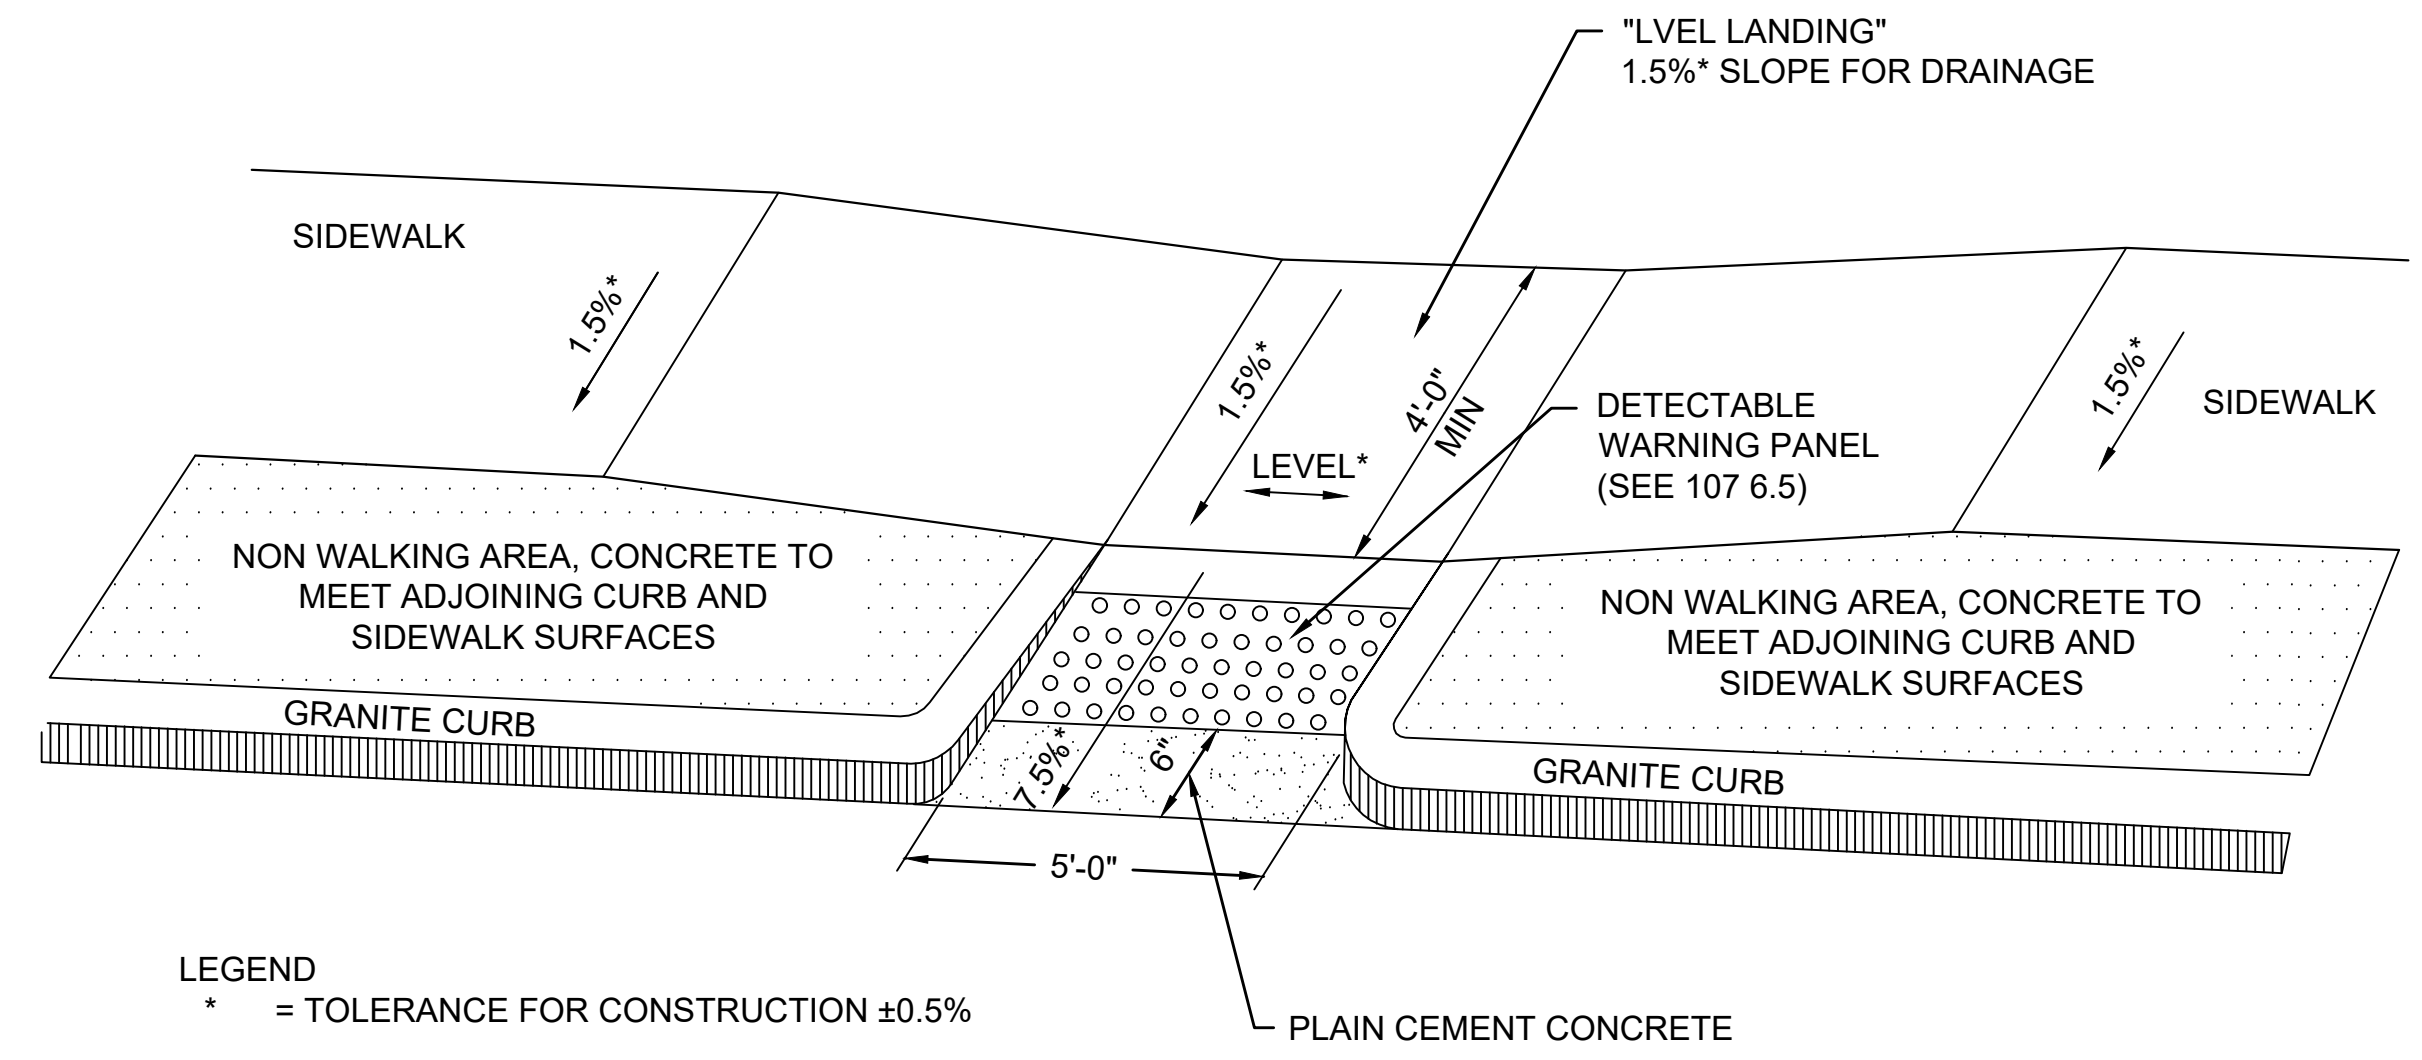 "LVEL LANDING"
1.5%* SLOPE FOR DRAINAGE
SIDEWALK
1.5%*
1.5%*
4'-0"
MIN
LEVEL*
DETECTABLE
WARNING PANEL
(SEE 107 6.5)
1.5%*
SIDEWALK
NON WALKING AREA, CONCRETE TO
MEET ADJOINING CURB AND
SIDEWALK SURFACES
NON WALKING AREA, CONCRETE TO
MEET ADJOINING CURB AND
SIDEWALK SURFACES
GRANITE CURB
7.5%*
6"
GRANITE CURB
5'-0"
LEGEND
* = TOLERANCE FOR CONSTRUCTION ±0.5%
PLAIN CEMENT CONCRETE